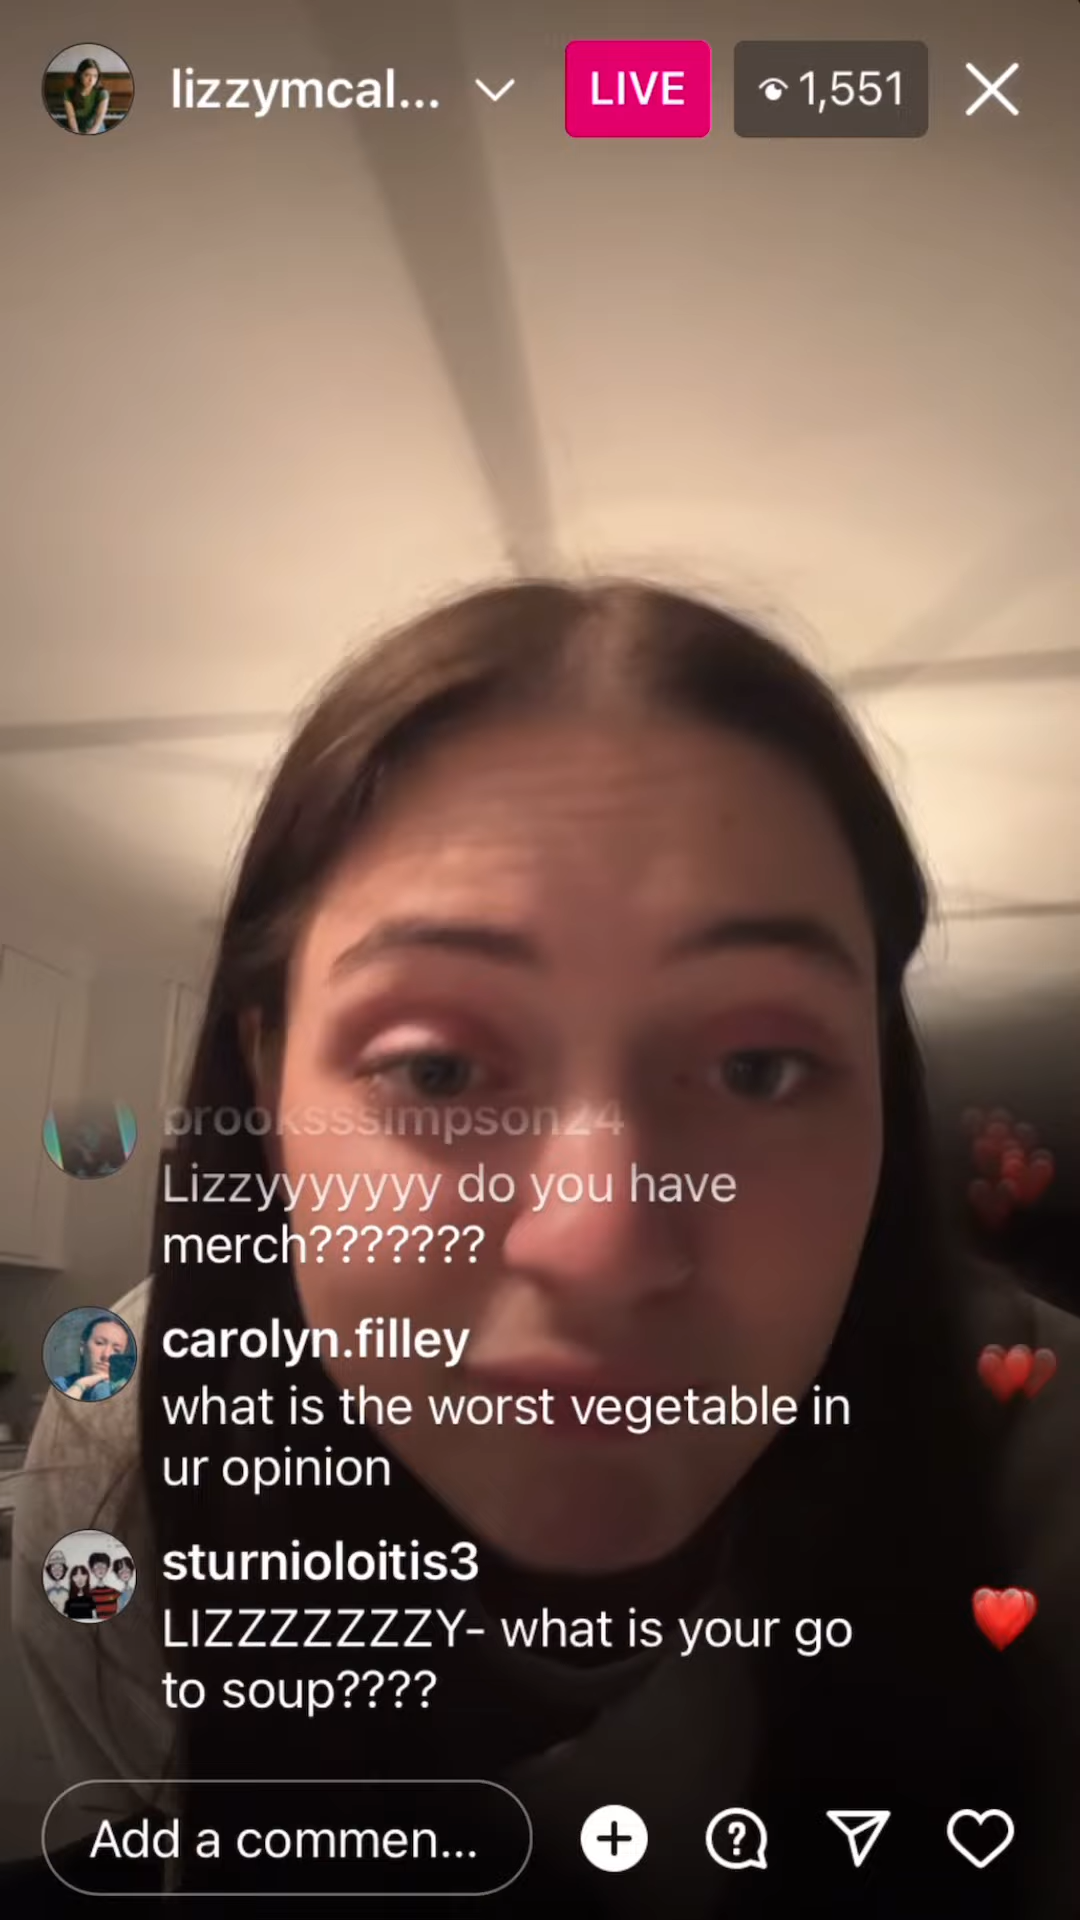 lizzymcal...
LIVE
1,551
brooksssimpson24
Lizzyyyyyyy do you have
merch???????
carolyn.filley
what is the worst vegetable in
ur opinion
sturnioloitis3
LIZZZZZZZY- what is your go
to soup????
Add a commen...